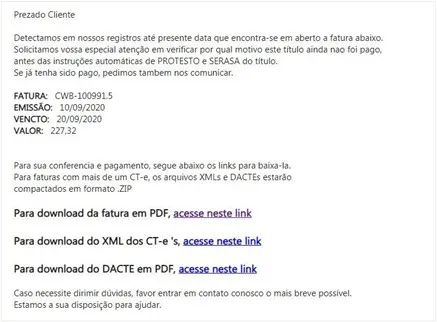 Prezado Cliente
Detectamos em nossos registros até presente data que encontra-se em aberto a fatura abaixo.
Solicitamos vossa especial atenção em verificar por qual motivo este título ainda nao foi pago,
antes das instruções automáticas de PROTESTO e SERASA do título.
Se já tenha sido pago, pedimos tambem nos comunicar.
FATURA: CWB-100991.5
EMISSÃO: 10/09/2020
VENCTO: 20/09/2020
VALOR: 227,32
Para sua conferencia e pagamento, segue abaixo os links para baixa-la.
Para faturas com mais de um CT-e, os arquivos XMLs e DACTEs estarão
compactados em formato .ZIP
Para download da fatura em PDF, acesse neste link
Para download do XML dos CT-e 's, acesse neste link
Para download do DACTE em PDF, acesse neste link
Caso necessite dirimir dúvidas, favor entrar em contato conosco o mais breve possível.
Estamos a sua disposição para ajudar.